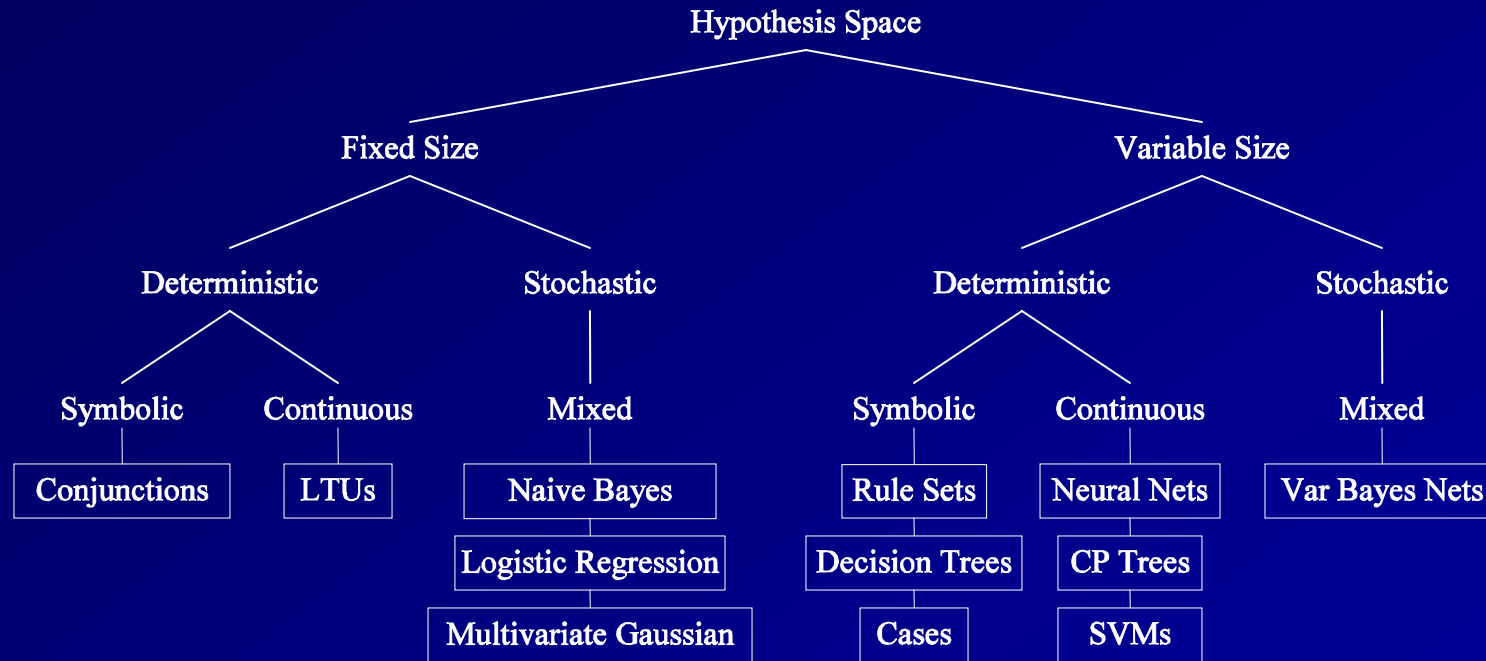 Hypothesis Space
Fixed Size
Variable Size
Deterministic
Stochastic
Deterministic
Stochastic
Symbolic
Continuous
Mixed
Symbolic
Continuous
Mixed
Conjunctions
LTUs
Naive Bayes
Rule Sets
Neural Nets
Var Bayes Nets
Logistic Regression
Decision Trees
CP Trees
Multivariate Gaussian
Cases
SVMs